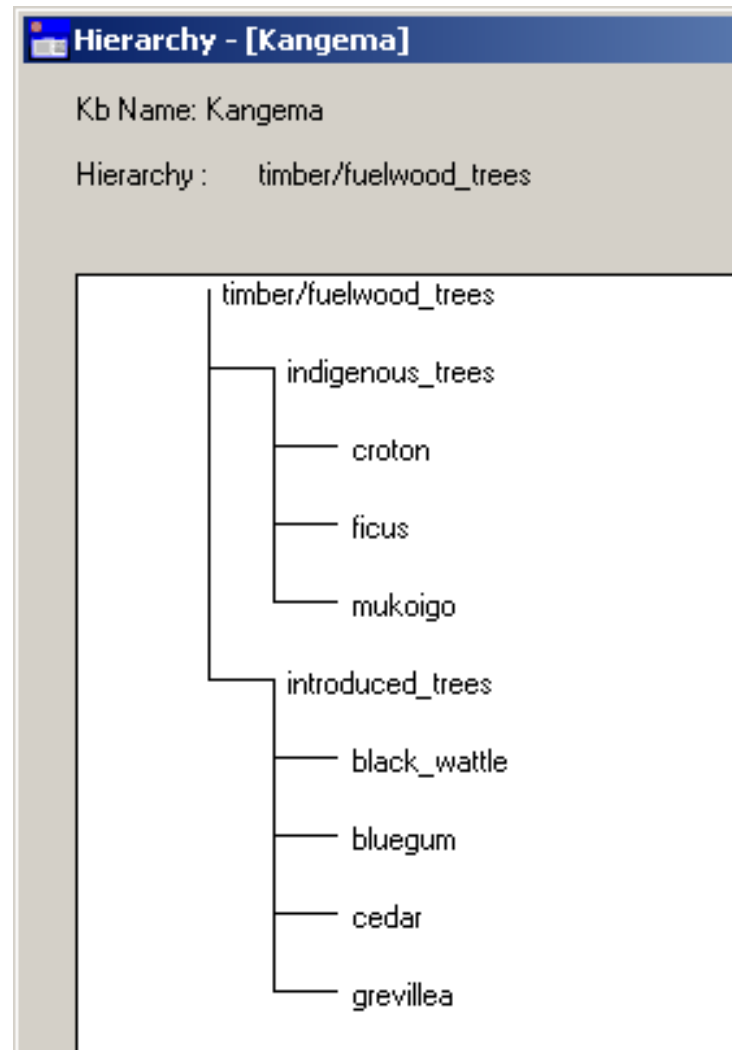 Hierarchy - [Kangema]
Kb Name: Kangema
Hierarchy : timber/fuelwood_trees
timber/fuelwood_trees
indigenous_trees
croton
ficus
mukoigo
introduced_trees
black_wattle
bluegum
cedar
grevillea